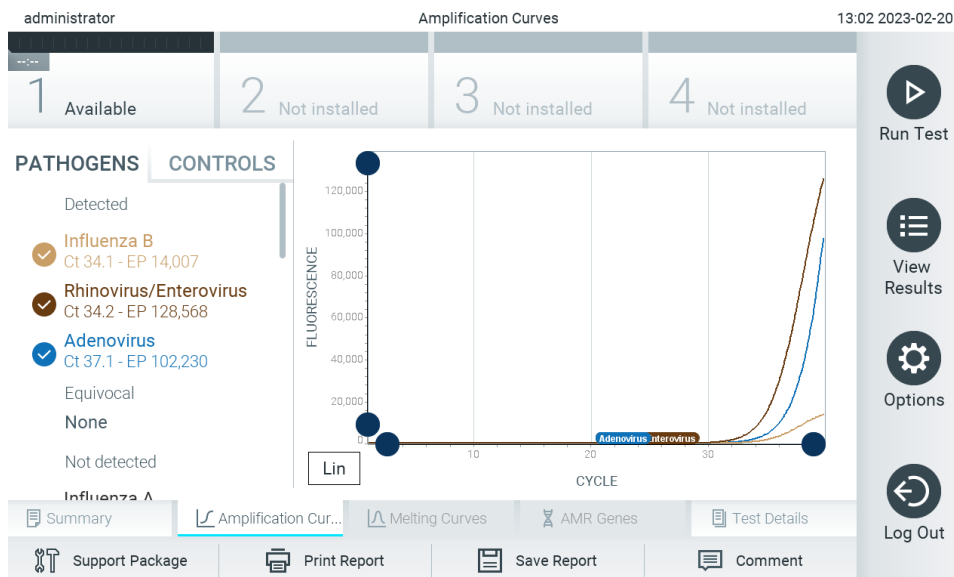 administrator
Amplification Curves
13:02 2023-02-20
--:--
1 Available
2 Not installed
3 Not installed
4 Not installed
Run Test
View
Results
Options
Log Out
PATHOGENS
CONTROLS
Detected
Influenza B
Ct 34.1 - EP 14,007
Rhinovirus/Enterovirus
Ct 34.2 - EP 128,568
Adenovirus
Ct 37.1 - EP 102,230
Equivocal
None
Not detected
Influenza A
FLUORESCENCE
120,000
100,000
80,000
60,000
40,000
20,000
0
Adenovirus nterovirus
10
20
30
CYCLE
Lin
Summary
Amplification Cur...
Melting Curves
AMR Genes
Test Details
Support Package
Print Report
Save Report
Comment